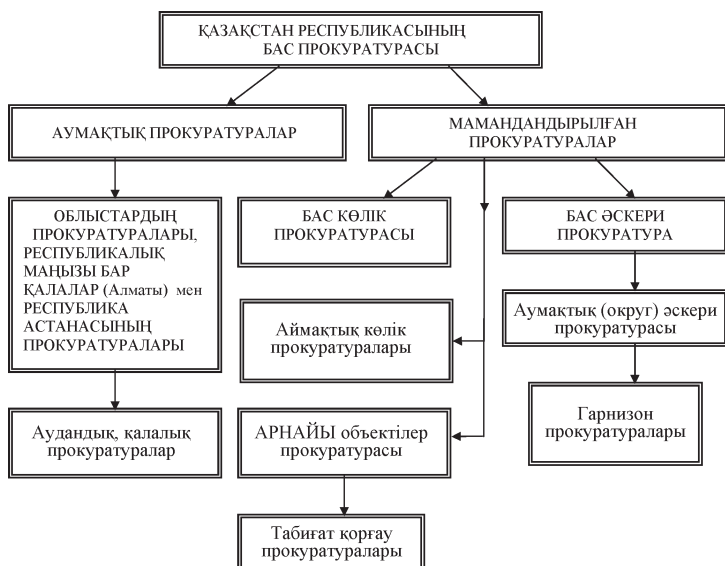 ҚАЗАҚСТАН РЕСПУБЛИКАСЫНЫҢ
БАС ПРОКУРАТУРАСЫ
АУМАҚТЫҚ ПРОКУРАТУРАЛАР
МАМАНДАНДЫРЫЛҒАН
ПРОКУРАТУРАЛАР
ОБЛЫСТАРДЫҢ
ПРОКУРАТУРАЛАРЫ,
РЕСПУБЛИКАЛЫҚ
МАҢЫЗЫ БАР
ҚАЛАЛАР (Алматы) мен
РЕСПУБЛИКА
АСТАНАСЫНЫҢ
ПРОКУРАТУРАЛАРЫ
БАС КӨЛІК
ПРОКУРАТУРАСЫ
БАС ӘСКЕРИ
ПРОКУРАТУРА
Аймақтық көлік
прокуратуралары
Аумақтық (округ) әскери
прокуратурасы
Аудандық, қалалық
прокуратуралар
АРНАЙЫ объектілер
прокуратурасы
Гарнизон
прокуратуралары
Табиғат қорғау
прокуратуралары